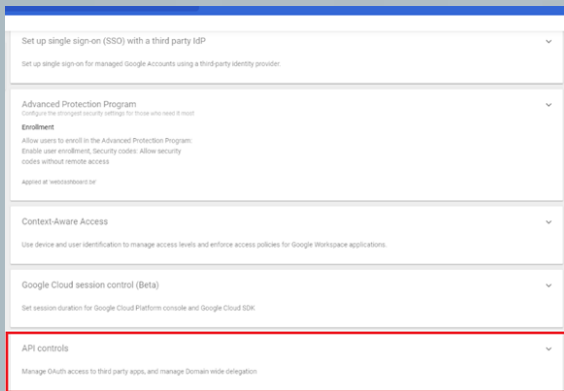 Set up single sign-on (SSO) with a third party IdP
Set up single sign-on for managed Google Accounts using a third-party identity provider.
Advanced Protection Program
Configure the strongest security settings for those who need it most
Enrollment
Allow users to enroll in the Advanced Protection Program:
Enable user enrollment, Security codes: Allow security
codes without remote access
Applied at 'webdashboard.be'
Context-Aware Access
Use device and user identification to manage access levels and enforce access policies for Google Workspace applications.
Google Cloud session control (Beta)
Set session duration for Google Cloud Platform console and Google Cloud SDK
API controls
Manage OAuth access to third party apps, and manage Domain wide delegation